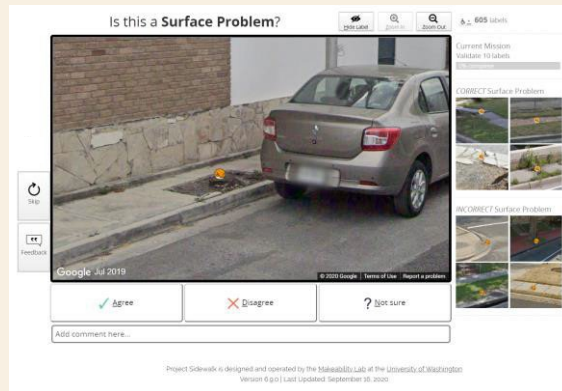 Is this a Surface Problem?
Hide Label
Zoom In
Zoom Out
605 labels
Current Mission
Validate 10 labels
CORRECT Surface Problem
INCORRECT Surface Problem
Skip
Feedback
Google Jul 2019
© 2020 Google
Terms of Use
Report a problem
Agree
Disagree
? Not sure
Add comment here...
Project Sidewalk is designed and operated by the Makeability Lab at the University of Washington
Version 6.9.0 | Last Updated: September 16, 2020